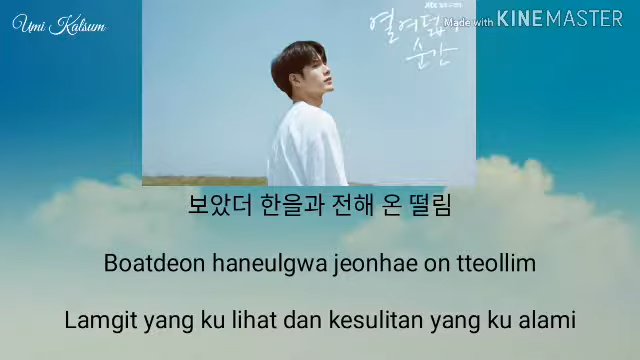 Umi Kalsum
Made with KINEMASTER
JTBC
열여덟의
순간
보았더 한을과 전해 온 떨림
Boatdeon haneulgwa jeonhae on tteollim
Lamgit yang ku lihat dan kesulitan yang ku alami